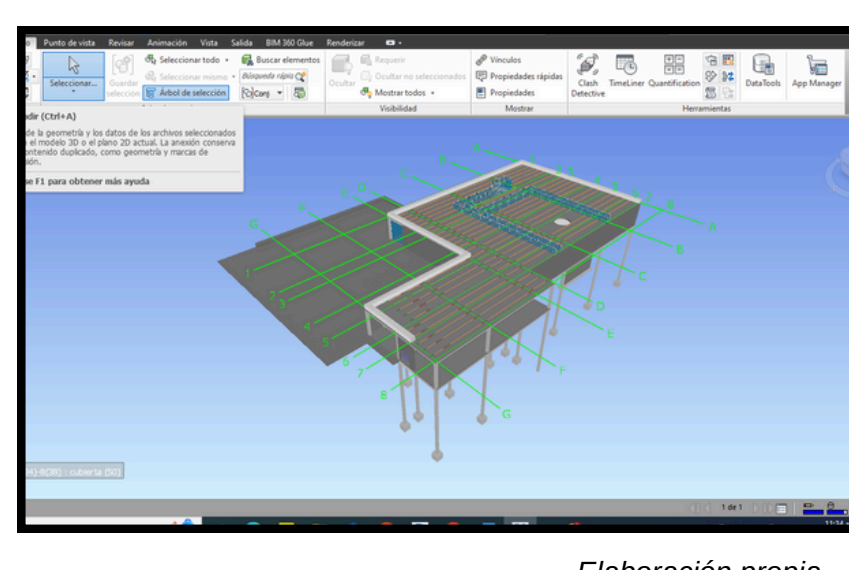 Punto de vista Revisar Animación Vista Salida BIM 360 Glue Renderizar
Seleccionar...
Guardar selección
Seleccionar todo
Seleccionar mismo
Árbol de selección
Buscar elementos
Búsqueda rápida
Conj
Ocultar
Requerir
Ocultar no seleccionados
Mostrar todos
Visibilidad
Vínculos
Propiedades rápidas
Propiedades
Mostrar
Clash Detective
TimeLiner
Quantification
Herramientas
DataTools
App Manager
(Ctrl+A)
de la geometría y los datos de los archivos seleccionados
el modelo 3D o el plano 2D actual. La anexión conserva
duplicado, como geometría y marcas de
F1 para obtener más ayuda
A
B
C
D
E
F
G
1
2
3
4
5
6
7
8
A
B
C
D
E
F
G
cubierta (50)
1 de 1
11:34
Elaboración propia